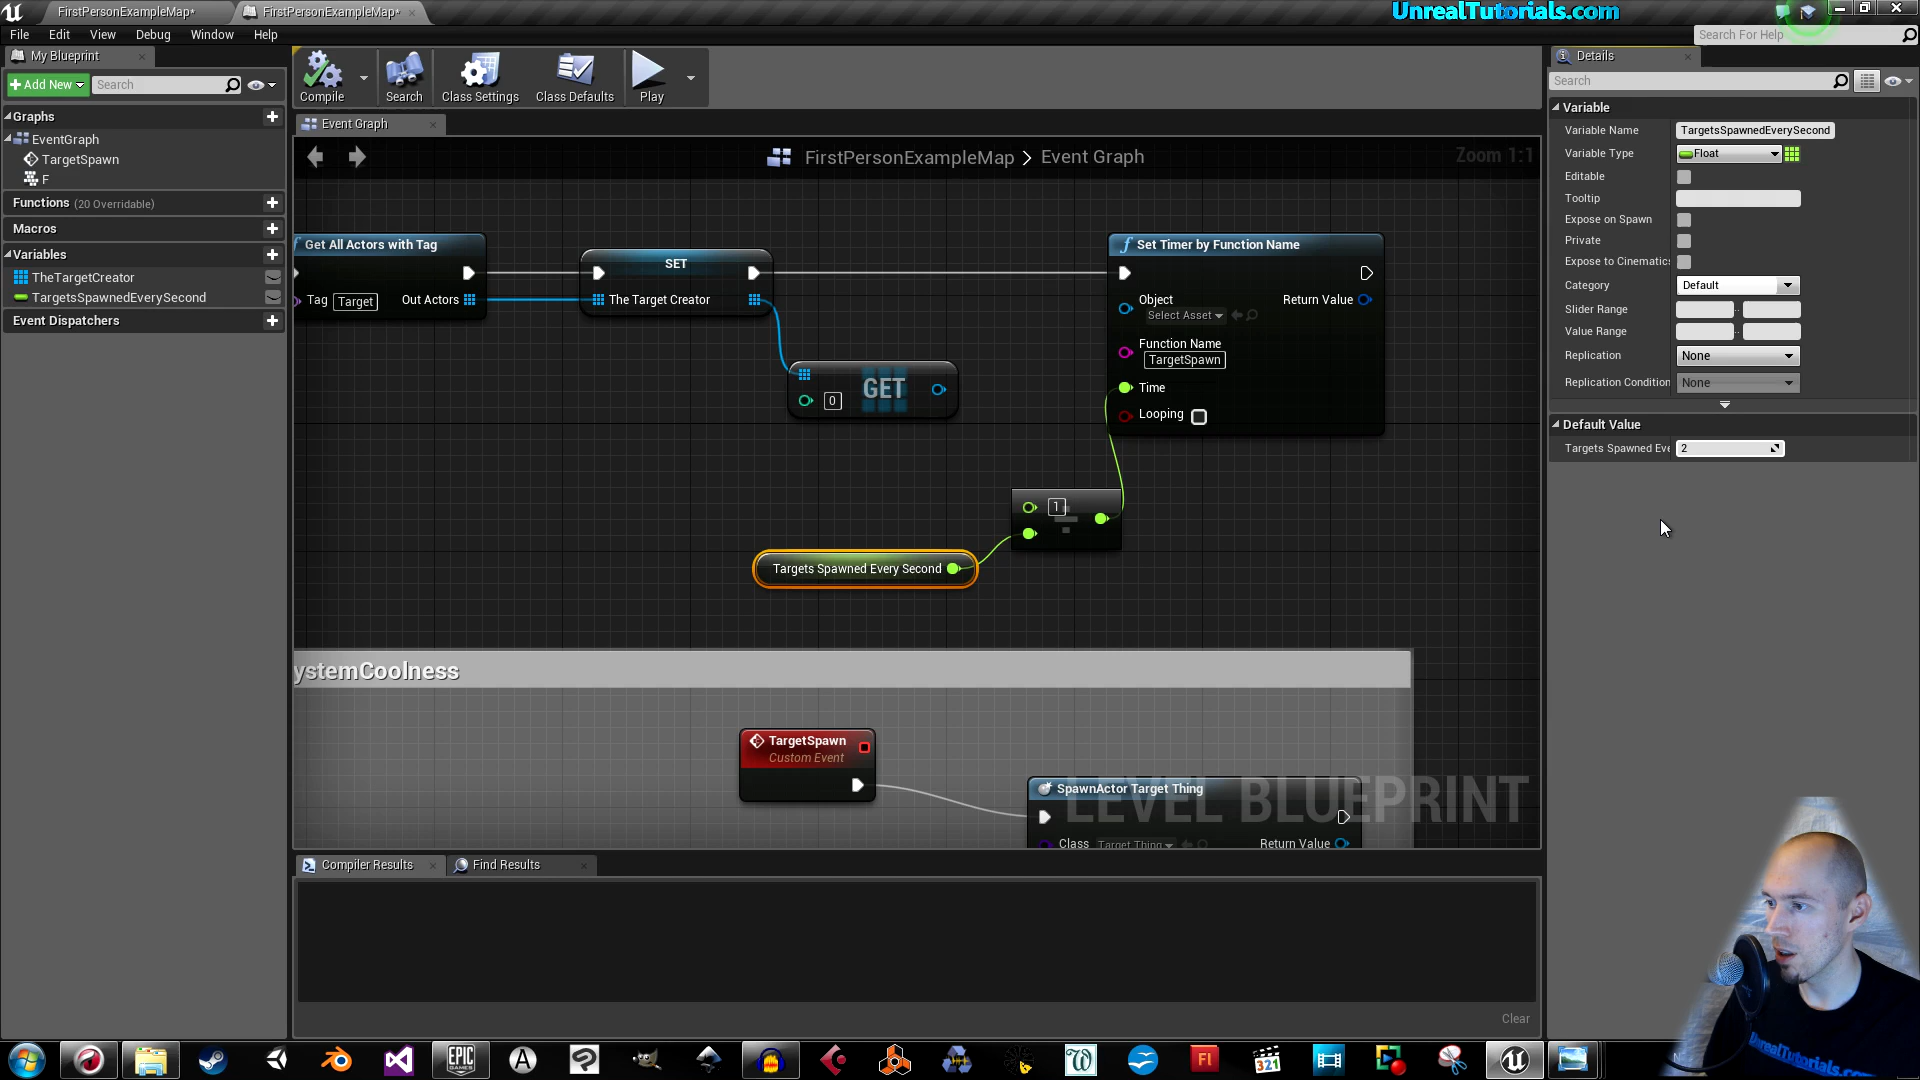 FirstPersonExampleMap*
FirstPersonExampleMap*
UnrealTutorials.com
File Edit View Debug Window Help
Search For Help
My Blueprint
Add New
Search
Compile
Search
Class Settings
Class Defaults
Play
Details
Search
Graphs
EventGraph
TargetSpawn
F
Functions (20 Overridable)
Macros
Variables
TheTargetCreator
TargetsSpawnedEverySecond
Event Dispatchers
Event Graph
FirstPersonExampleMap > Event Graph
Zoom 1:1
f Get All Actors with Tag
Tag Target
Out Actors
SET
The Target Creator
GET
0
f Set Timer by Function Name
Object
Select Asset
Return Value
Function Name
TargetSpawn
Time
Looping
1
Targets Spawned Every Second
ystemCoolness
TargetSpawn
Custom Event
SpawnActor Target Thing
Class Target Thing
Return Value
LEVEL BLUEPRINT
Variable
Variable Name TargetsSpawnedEverySecond
Variable Type Float
Editable
Tooltip
Expose on Spawn
Private
Expose to Cinematics
Category Default
Slider Range
Value Range
Replication None
Replication Condition None
Default Value
Targets Spawned Eve 2
Compiler Results
Find Results
Clear
EPIC
GAMES
A
W
Fl
321
UnrealTutorials.com